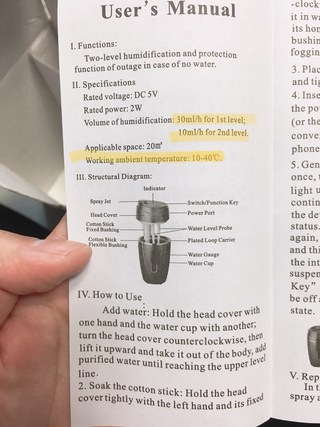 User's Manual
I. Functions:
Two-level humidification and protection
function of outage in case of no water.
II. Specifications
Rated voltage: DC 5V
Rated power: 2W
Volume of humidification: 30ml/h for 1st level;
10ml/h for 2nd level.
Applicable space: 20㎡
Working ambient temperature: 10-40℃.
III. Structural Diagram:
Indicator
Spray Jet
Switch/Function Key
Head Cover
Power Port
Cotton Stick
Fixed Bushing
Water Level Probe
Cotton Stick
Flexible Bushing
Plated Loop Carrier
Water Gauge
Water Cup
IV. How to Use
Add water: Hold the head cover with
one hand and the water cup with another;
turn the head cover counterclockwise, then
lift it upward and take it out of the body, add
purified water until reaching the upper level
line.
2. Soak the cotton stick: Hold the head
cover tightly with the left hand and its fixed
-clock
it in wa
its hon
bushin
foggin
3. Plac
and tig
4. Inse
the po
(or the
conve
phone
5. Gen
once, t
light u
contin
the de
status.
again,
and th
the int
suspen
Key"
be off a
state.
V. Rep
In t
spray a